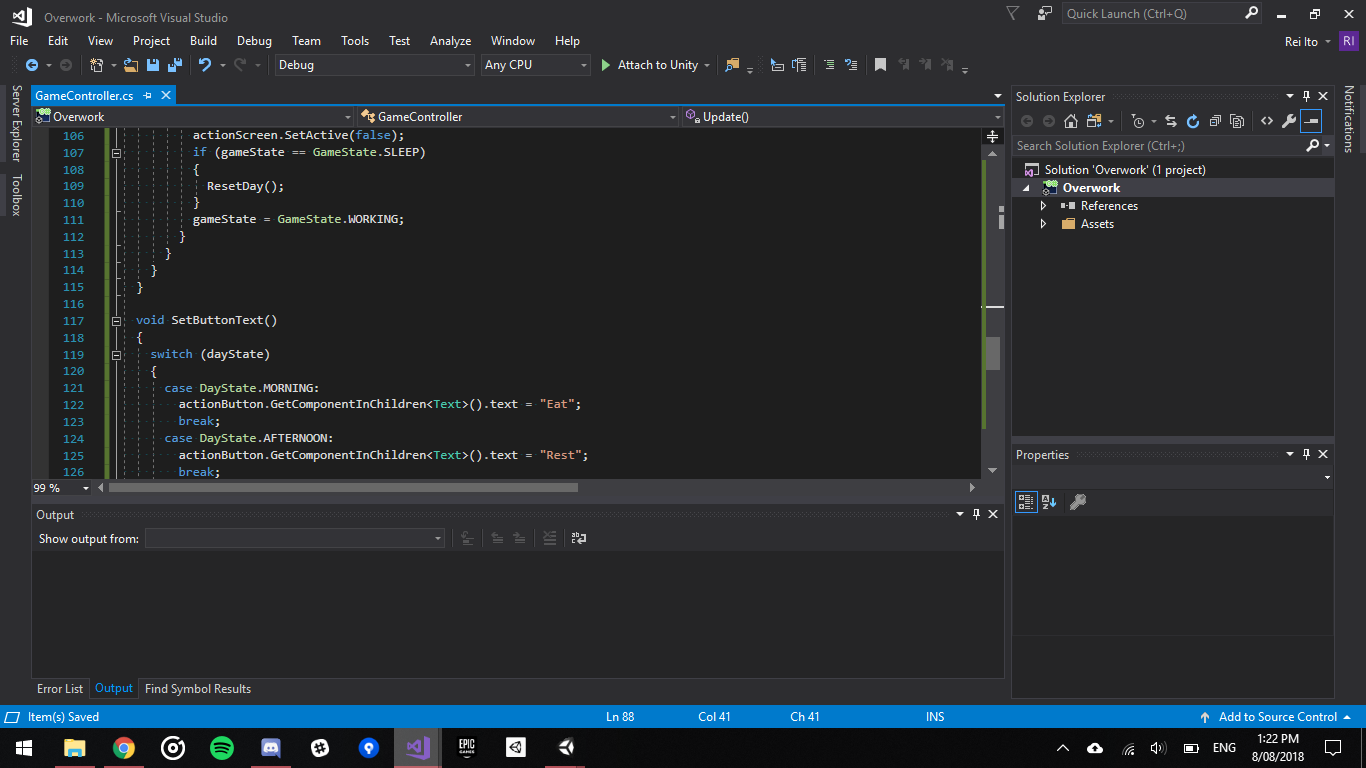 Overwork - Microsoft Visual Studio
Quick Launch (Ctrl+Q)
File Edit View Project Build Debug Team Tools Test Analyze Window Help
Rei Ito RI
Debug Any CPU Attach to Unity
Server Explorer
Toolbox
GameController.cs
Overwork GameController Update()
106 actionScreen.SetActive(false);
107 if (gameState == GameState.SLEEP)
108 {
109 ResetDay();
110 }
111 gameState = GameState.WORKING;
112 }
113 }
114 }
115 }
116
117 void SetButtonText()
118 {
119 switch (dayState)
120 {
121 case DayState.MORNING:
122 actionButton.GetComponentInChildren<Text>().text = "Eat";
123 break;
124 case DayState.AFTERNOON:
125 actionButton.GetComponentInChildren<Text>().text = "Rest";
126 break;
99 %
Output
Show output from:
Error List Output Find Symbol Results
Solution Explorer
Search Solution Explorer (Ctrl+;)
Solution 'Overwork' (1 project)
Overwork
References
Assets
Properties
Notifications
Item(s) Saved Ln 88 Col 41 Ch 41 INS Add to Source Control
EPIC GAMES
ENG
1:22 PM
8/08/2018